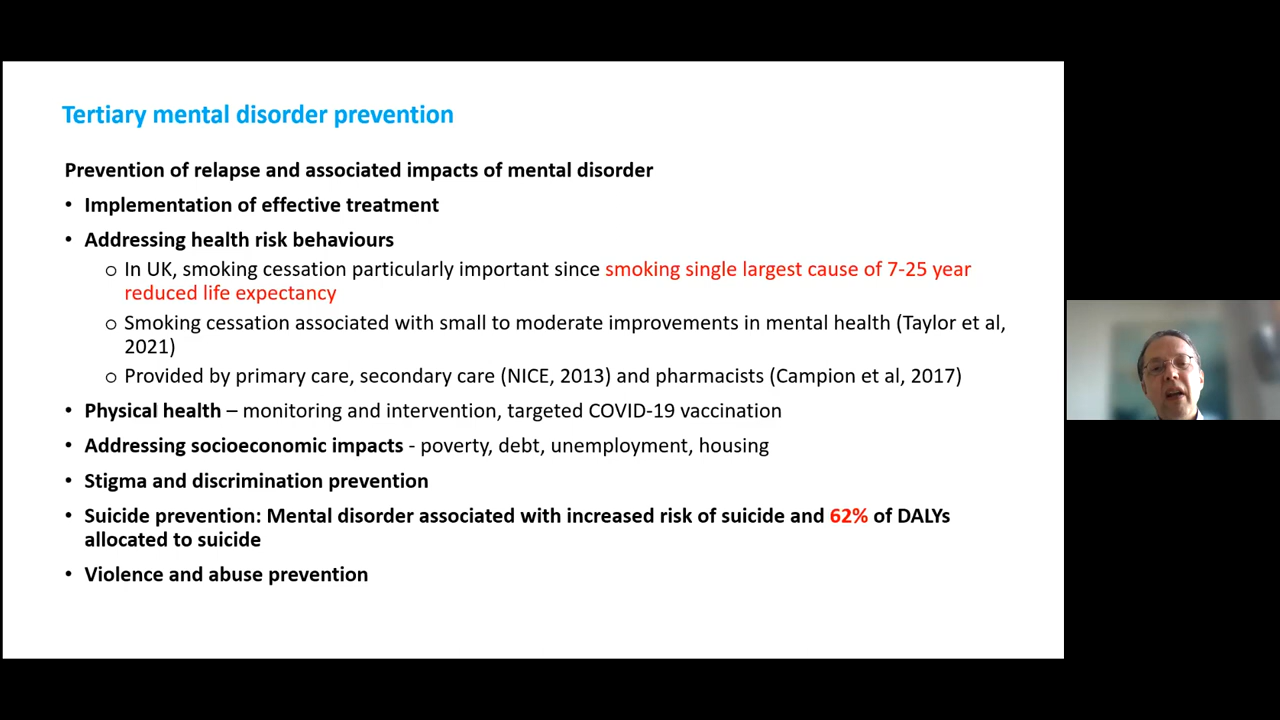 Tertiary mental disorder prevention
Prevention of relapse and associated impacts of mental disorder
• Implementation of effective treatment
• Addressing health risk behaviours
o In UK, smoking cessation particularly important since smoking single largest cause of 7-25 year
reduced life expectancy
o Smoking cessation associated with small to moderate improvements in mental health (Taylor et al,
2021)
o Provided by primary care, secondary care (NICE, 2013) and pharmacists (Campion et al, 2017)
• Physical health – monitoring and intervention, targeted COVID-19 vaccination
• Addressing socioeconomic impacts - poverty, debt, unemployment, housing
• Stigma and discrimination prevention
• Suicide prevention: Mental disorder associated with increased risk of suicide and 62% of DALYs
allocated to suicide
• Violence and abuse prevention